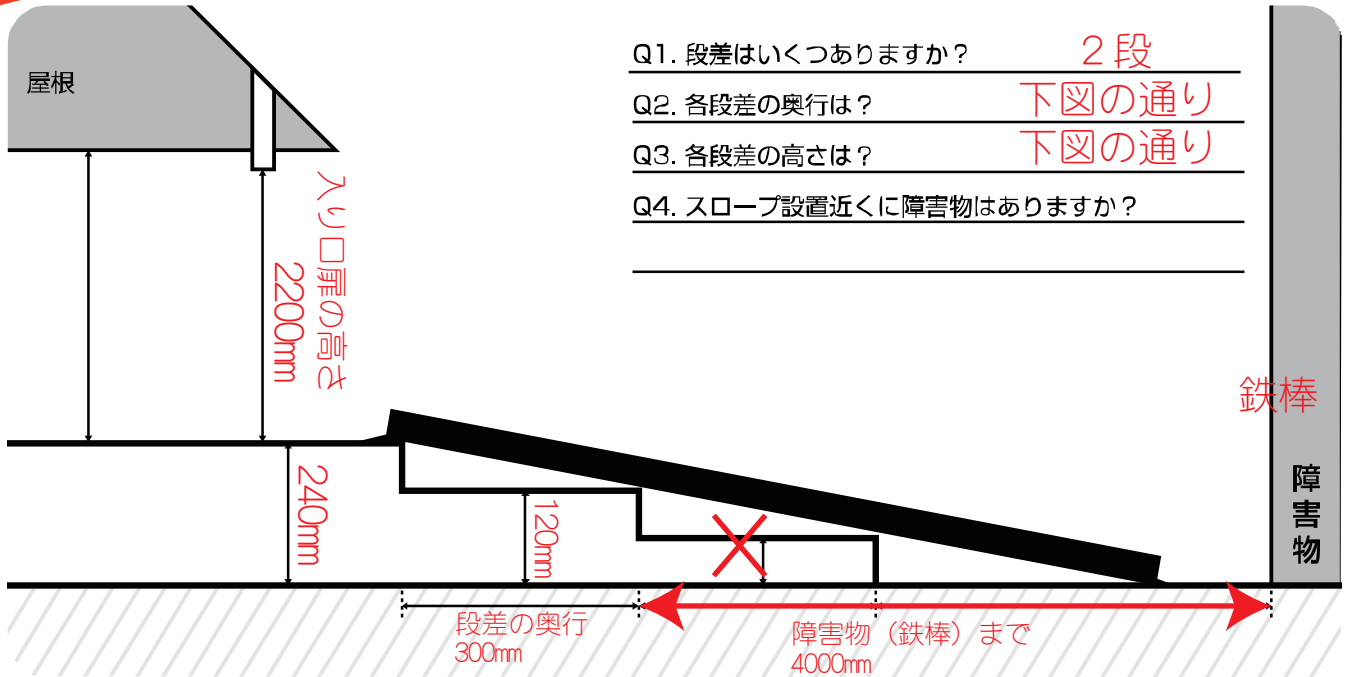 屋根
Q1. 段差はいくつありますか？ 2段
Q2. 各段差の奥行は？ 下図の通り
Q3. 各段差の高さは？ 下図の通り
Q4. スロープ設置近くに障害物はありますか？
入り口扉の高さ
2200mm
鉄棒
障害物
240mm
120mm
段差の奥行
300mm
障害物（鉄棒）まで
4000mm